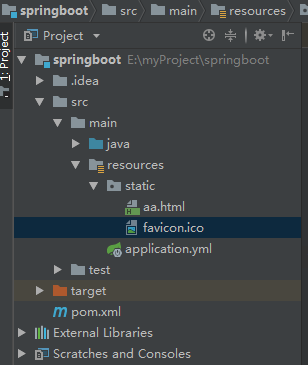 springboot src main resources
1: Project
Project
springboot E:\myProject\springboot
.idea
src
main
java
resources
static
aa.html
favicon.ico
application.yml
test
target
pom.xml
External Libraries
Scratches and Consoles